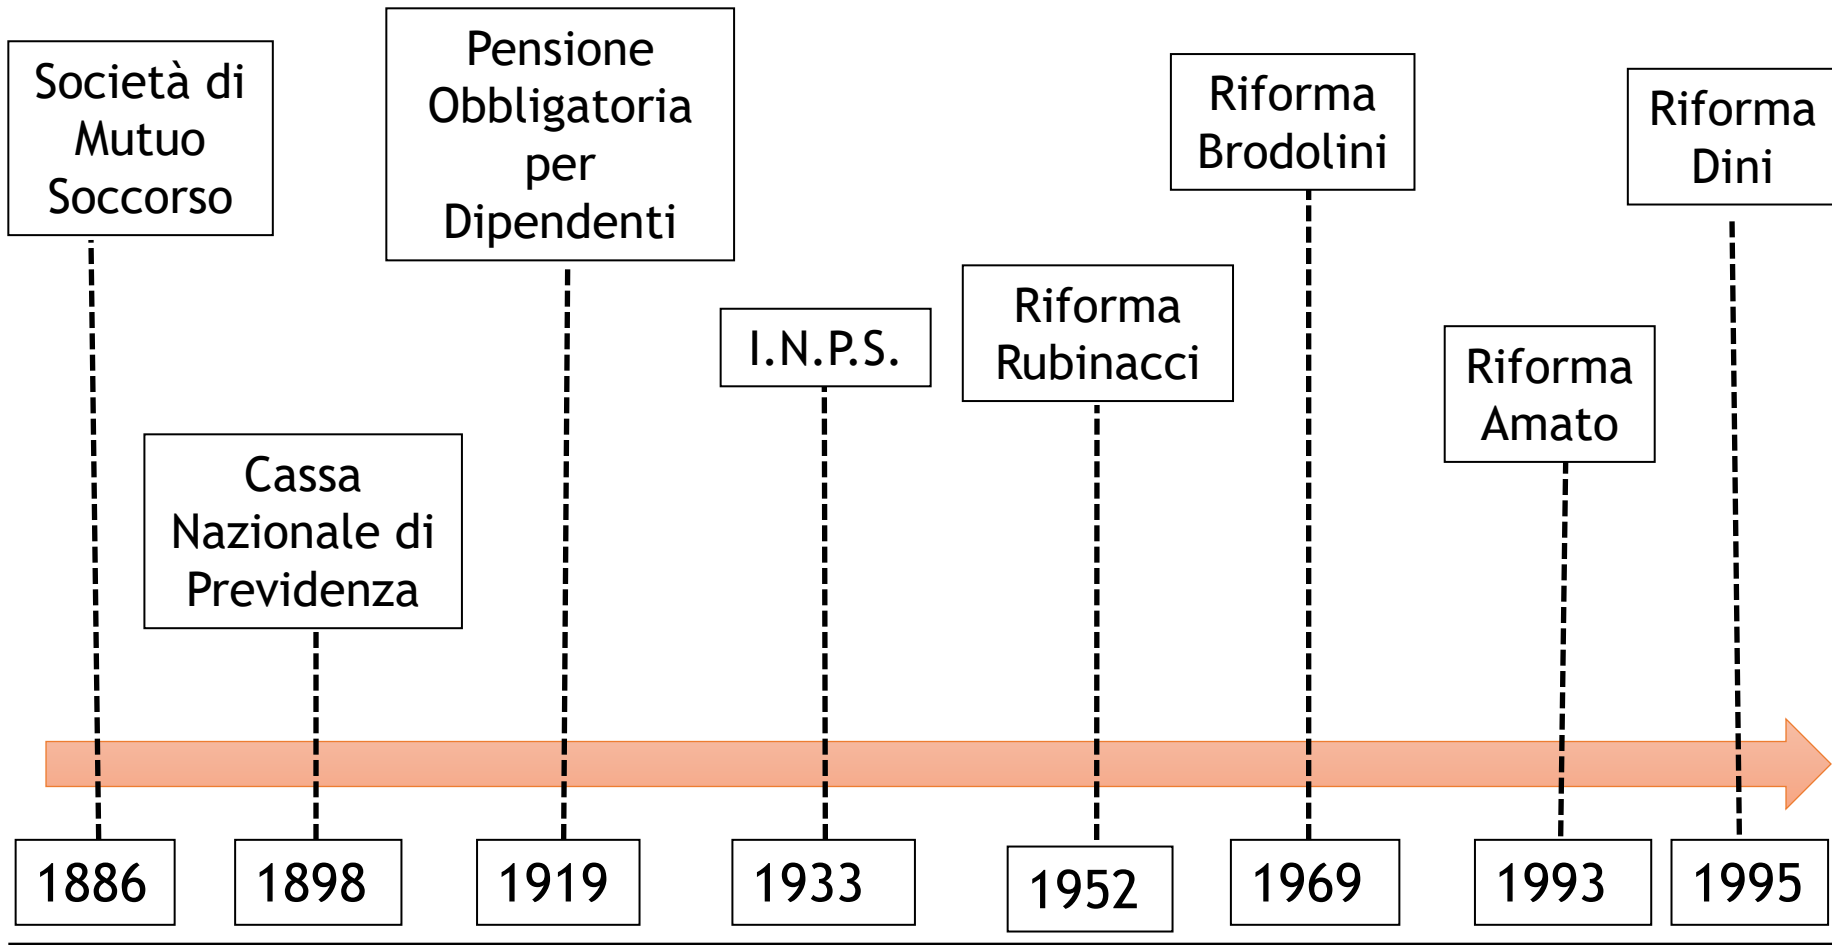 Società di
Mutuo
Soccorso
Cassa
Nazionale di
Previdenza
Pensione
Obbligatoria
per
Dipendenti
I.N.P.S.
Riforma
Rubinacci
Riforma
Brodolini
Riforma
Amato
Riforma
Dini
1886
1898
1919
1933
1952
1969
1993
1995